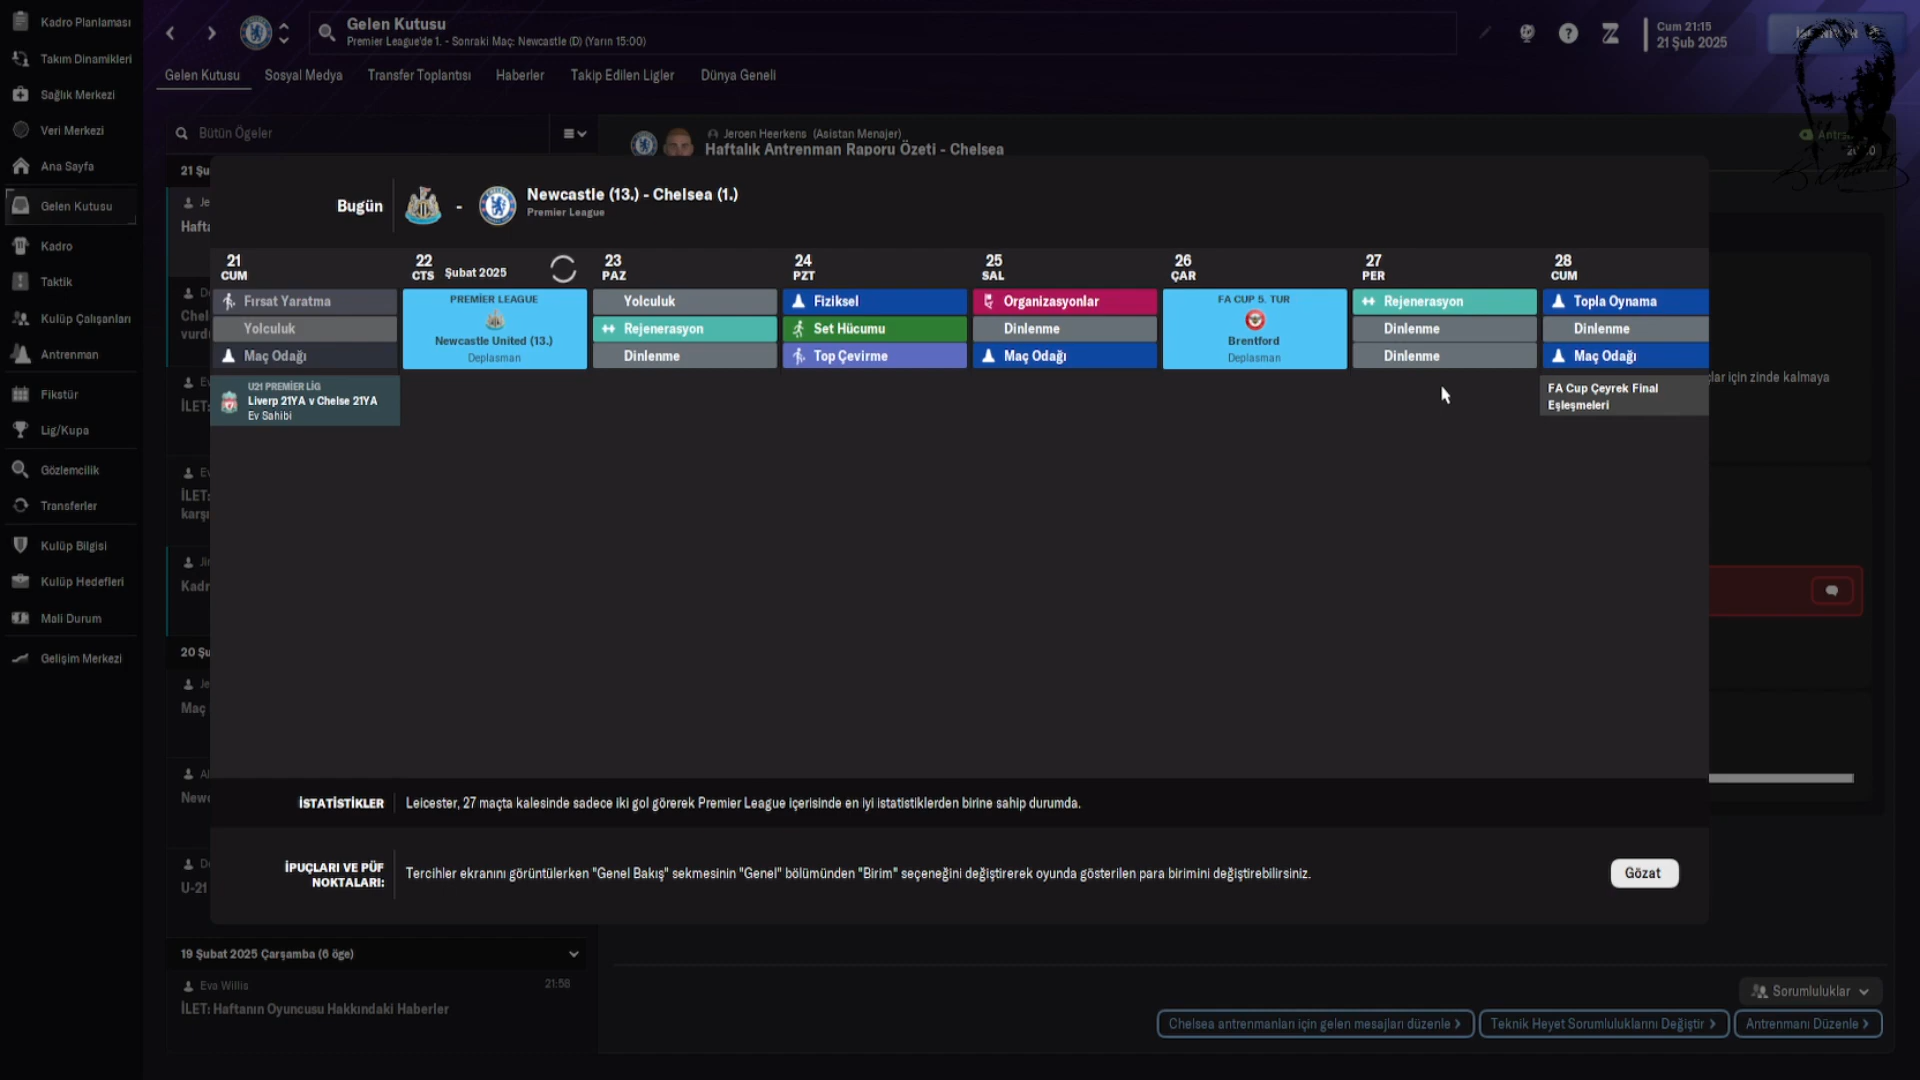 Kadro Planlaması
Takım Dinamikleri
Sağlık Merkezi
Veri Merkezi
Ana Sayfa
Gelen Kutusu
Kadro
Taktik
Kulüp Çalışanları
Antrenman
Fikstür
Lig/Kupa
Gözlemcilik
Transferler
Kulüp Bilgisi
Kulüp Hedefleri
Mali Durum
Gelişim Merkezi
Gelen Kutusu
Premier League'de 1. - Sonraki Maç: Newcastle (D) (Yarın 15:00)
Cum 21:15
21 Şub 2025
Gelen Kutusu
Sosyal Medya
Transfer Toplantısı
Haberler
Takip Edilen Ligler
Dünya Geneli
Bütün Ögeler
Jeroen Heerkens (Asistan Menajer)
Haftalık Antrenman Raporu Özeti - Chelsea
Bugün
-
Newcastle (13.) - Chelsea (1.)
Premier League
21
CUM
Fırsat Yaratma
Yolculuk
Maç Odağı
U21 PREMİER LİG
Liverp 21YA v Chelse 21YA
Ev Sahibi
22
CTS Şubat 2025
PREMİER LEAGUE
Newcastle United (13.)
Deplasman
23
PAZ
Yolculuk
Rejenerasyon
Dinlenme
24
PZT
Fiziksel
Set Hücumu
Top Çevirme
25
SAL
Organizasyonlar
Dinlenme
Maç Odağı
26
ÇAR
FA CUP 5. TUR
Brentford
Deplasman
27
PER
Rejenerasyon
Dinlenme
Dinlenme
28
CUM
Topla Oynama
Dinlenme
Maç Odağı
FA Cup Çeyrek Final
Eşleşmeleri
lar için zinde kalmaya
İSTATİSTİKLER
Leicester, 27 maçta kalesinde sadece iki gol görerek Premier League içerisinde en iyi istatistiklerden birine sahip durumda.
İPUÇLARI VE PÜF
NOKTALARI:
Tercihler ekranını görüntülerken "Genel Bakış" sekmesinin "Genel" bölümünden "Birim" seçeneğini değiştirerek oyunda gösterilen para birimini değiştirebilirsiniz.
Gözat
19 Şubat 2025 Çarşamba (6 öge)
Eva Willis
21:58
İLET: Haftanın Oyuncusu Hakkındaki Haberler
Sorumluluklar
Chelsea antrenmanları için gelen mesajları düzenle >
Teknik Heyet Sorumluluklarını Değiştir >
Antrenmanı Düzenle >